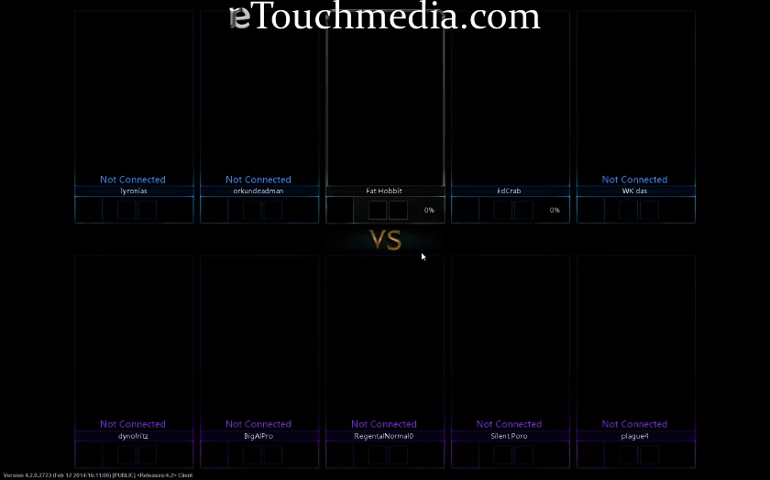 eTouchmedia.com
Not Connected
Not Connected
Not Connected
Tyronias
orkundeadman
Fat Hobbit
EdCrab
WK das
0%
0%
VS
Not Connected
Not Connected
Not Connected
Not Connected
Not Connected
dynofritz
BigAlPro
RegentalNormal0
Silent Poro
plague4